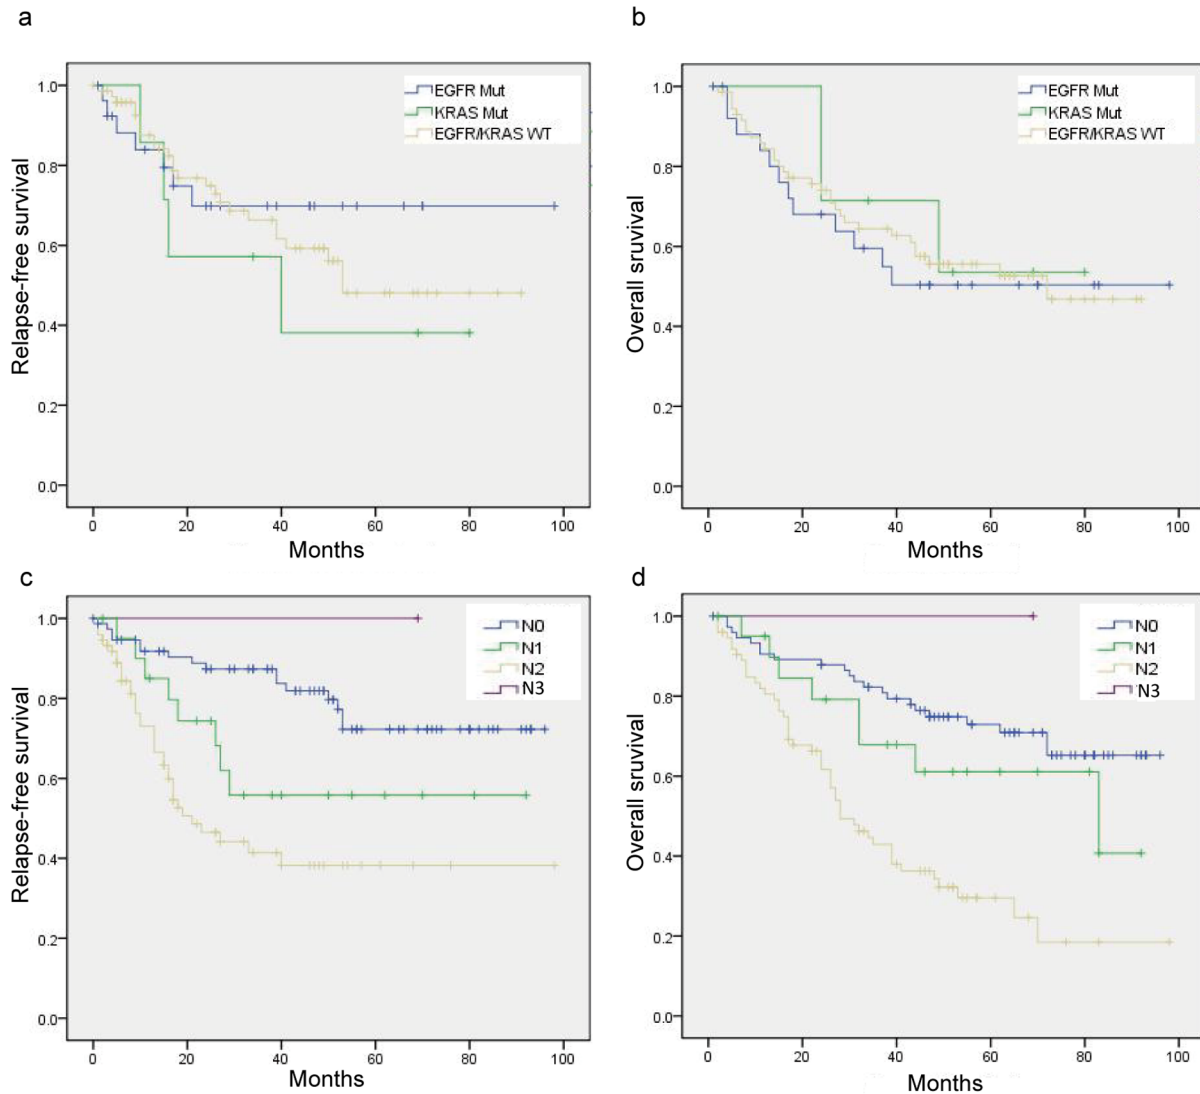 a
b
1.0
0.8
0.6
0.4
0.2
0.0
Relapse-free survival
EGFR Mut
KRAS Mut
EGFR/KRAS WT
0 20 40 60 80 100
Months
1.0
0.8
0.6
0.4
0.2
0.0
Overall sruvival
EGFR Mut
KRAS Mut
EGFR/KRAS WT
0 20 40 60 80 100
Months
c
d
1.0
0.8
0.6
0.4
0.2
0.0
Relapse-free survival
N0
N1
N2
N3
0 20 40 60 80 100
Months
1.0
0.8
0.6
0.4
0.2
0.0
Overall sruvival
N0
N1
N2
N3
0 20 40 60 80 100
Months